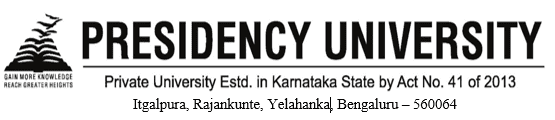 PRESIDENCY UNIVERSITY
GAIN MORE KNOWLEDGE
REACH GREATER HEIGHTS
Private University Estd. in Karnataka State by Act No. 41 of 2013
Itgalpura, Rajankunte, Yelahanka, Bengaluru – 560064